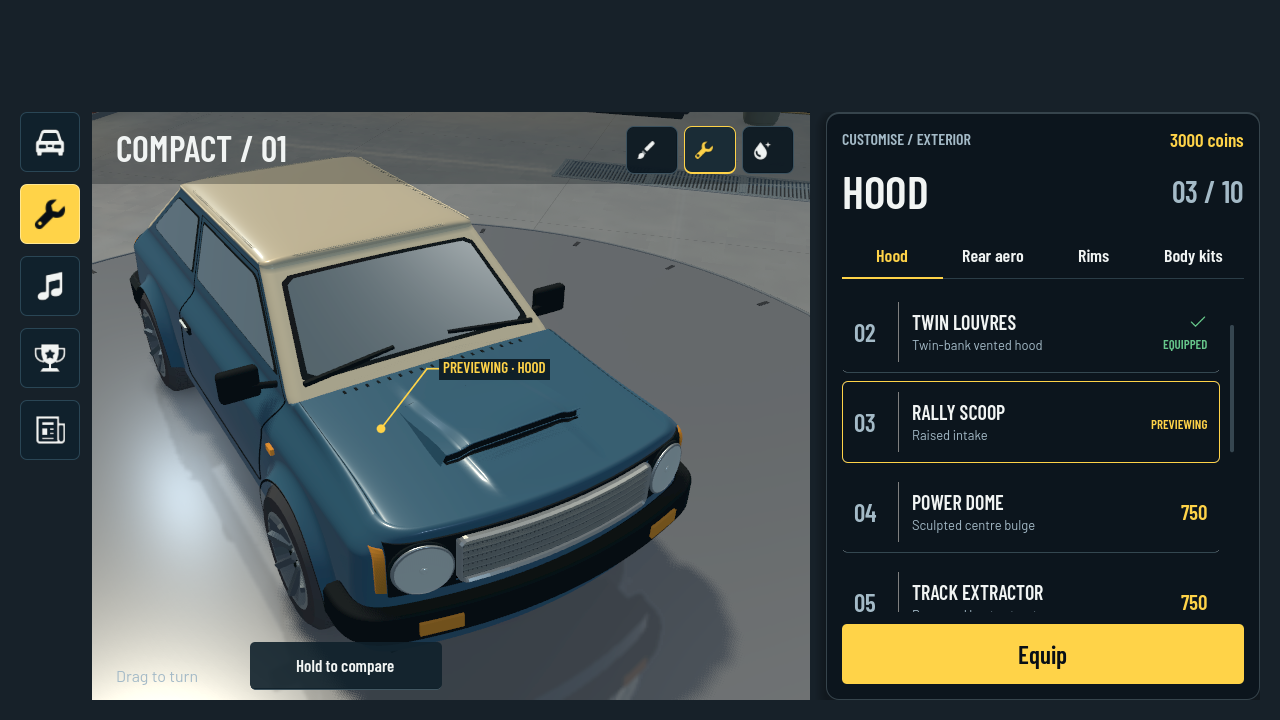 COMPACT / 01
PREVIEWING · HOOD
Drag to turn
Hold to compare
CUSTOMISE / EXTERIOR
3000 coins
HOOD
03 / 10
Hood
Rear aero
Rims
Body kits
02
TWIN LOUVRES
Twin-bank vented hood
EQUIPPED
03
RALLY SCOOP
Raised intake
PREVIEWING
04
POWER DOME
Sculpted centre bulge
750
05
TRACK EXTRACTOR
750
Equip